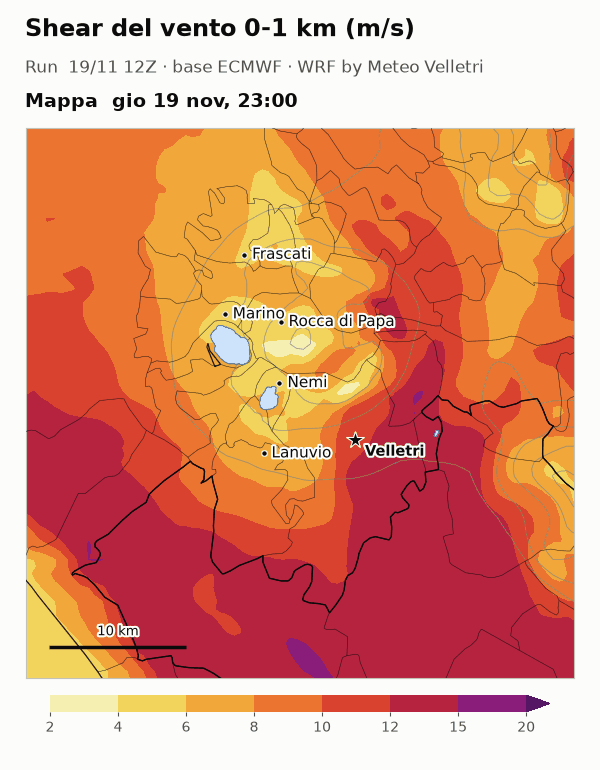 Shear del vento 0-1 km (m/s)
Run  19/11 12Z · base ECMWF · WRF by Meteo Velletri
Mappa  gio 19 nov, 23:00
Frascati
Marino
Rocca di Papa
Nemi
Velletri
Lanuvio
10 km
2 4 6 8 10 12 15 20